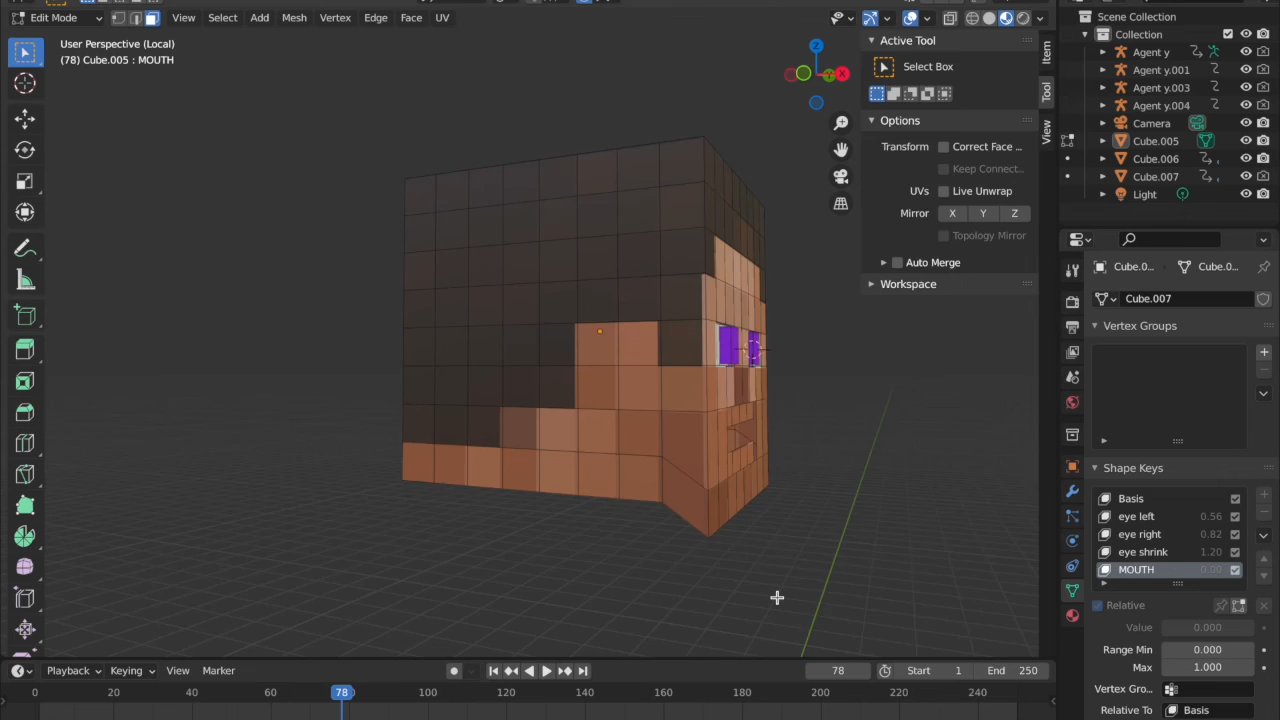 Edit Mode View Select Add Mesh Vertex Edge Face UV
User Perspective (Local)
(78) Cube.005 : MOUTH
Z
X
Active Tool
Select Box
Options
Transform Correct Face ...
Keep Connect...
UVs Live Unwrap
Mirror X Y Z
Topology Mirror
Auto Merge
Workspace
Item
Tool
View
Scene Collection
Collection
Agent y
Agent y.001
Agent y.003
Agent y.004
Camera
Cube.005
Cube.006
Cube.007
Light
Cube.0... Cube.0...
Cube.007
Vertex Groups
Shape Keys
Basis
eye left 0.56
eye right 0.82
eye shrink 1.20
MOUTH 0.00
Relative
Value 0.000
Range Min 0.000
Max 1.000
Vertex Gro...
Relative To Basis
Playback Keying View Marker 78 Start 1 End 250
0 20 40 60 78 100 120 140 160 180 200 220 240